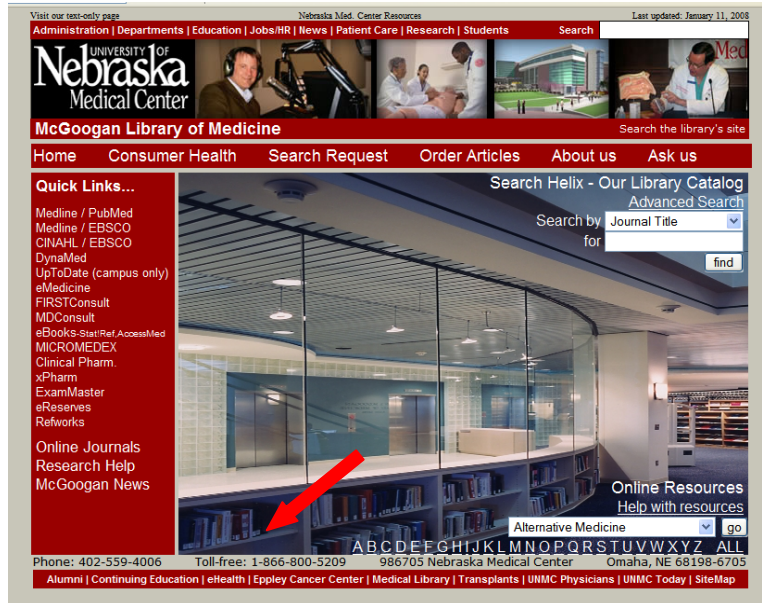 Visit our text-only page Nebraska Med. Center Resources Last updated: January 11, 2008
Administration | Departments | Education | Jobs/HR | News | Patient Care | Research | Students Search
UNIVERSITY OF
Nebraska
Medical Center
Med
McGoogan Library of Medicine Search the library's site
Home Consumer Health Search Request Order Articles About us Ask us
Quick Links...
Medline / PubMed
Medline / EBSCO
CINAHL / EBSCO
DynaMed
UpToDate (campus only)
eMedicine
FIRSTConsult
MDConsult
eBooks-Stat!Ref,AccessMed
MICROMEDEX
Clinical Pharm.
xPharm
ExamMaster
eReserves
Refworks
Online Journals
Research Help
McGoogan News
Search Helix - Our Library Catalog
Advanced Search
Search by Journal Title
for
find
Online Resources
Help with resources
Alternative Medicine go
A B C D E F G H I J K L M N O P Q R S T U V W X Y Z ALL
Phone: 402-559-4006 Toll-free: 1-866-800-5209 986705 Nebraska Medical Center Omaha, NE 68198-6705
Alumni | Continuing Education | eHealth | Eppley Cancer Center | Medical Library | Transplants | UNMC Physicians | UNMC Today | SiteMap